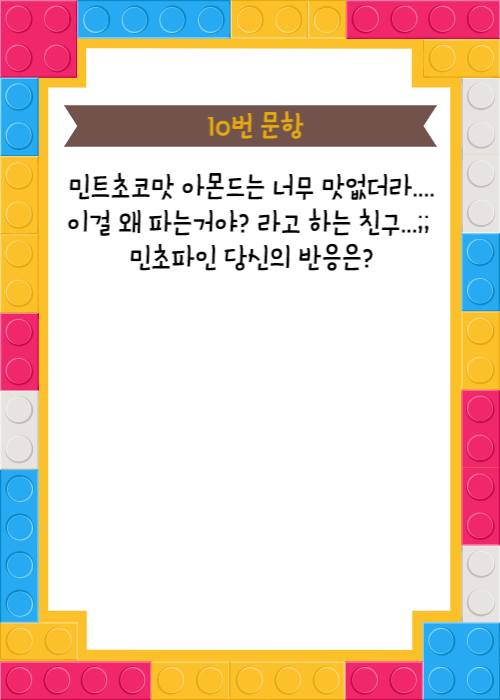 10번 문항
민트초코맛 아몬드는 너무 맛없더라....
이걸 왜 파는거야? 라고 하는 친구...;;
민초파인 당신의 반응은?